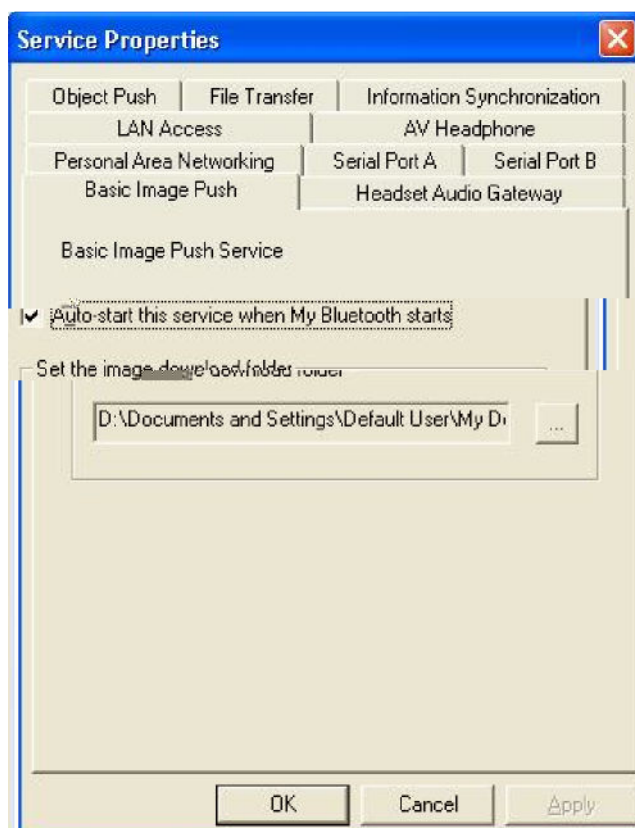 Service Properties
Object Push File Transfer Information Synchronization
LAN Access AV Headphone
Personal Area Networking Serial Port A Serial Port B
Basic Image Push Headset Audio Gateway
Basic Image Push Service
Auto-start this service when My Bluetooth starts
Set the image folder
D:\Documents and Settings\Default User\My D
...
OK Cancel Apply